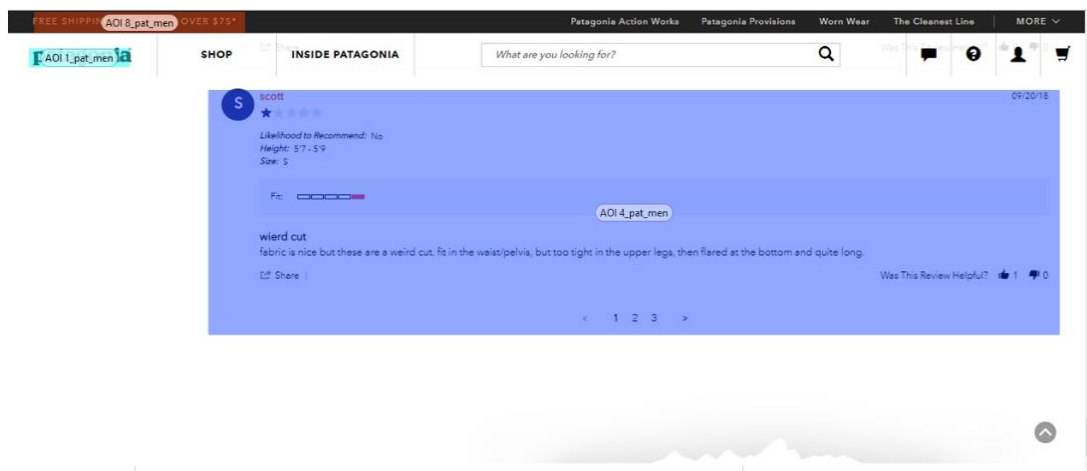 FREE SHIPPIN AOI 8_pat_men OVER $75*
Patagonia Action Works Patagonia Provisions Worn Wear The Cleanest Line | MORE
AOI 1_pat_men
SHOP
INSIDE PATAGONIA
What are you looking for?
S
scott
09/20/18
Likelihood to Recommend: No
Height: 5'7 - 5'9
Size: S
Fit:
AOI 4_pat_men
wierd cut
fabric is nice but these are a weird cut. fit in the waist/pelvis, but too tight in the upper legs, then flared at the bottom and quite long.
Share |
Was This Review Helpful? 1 0
< 1 2 3 >